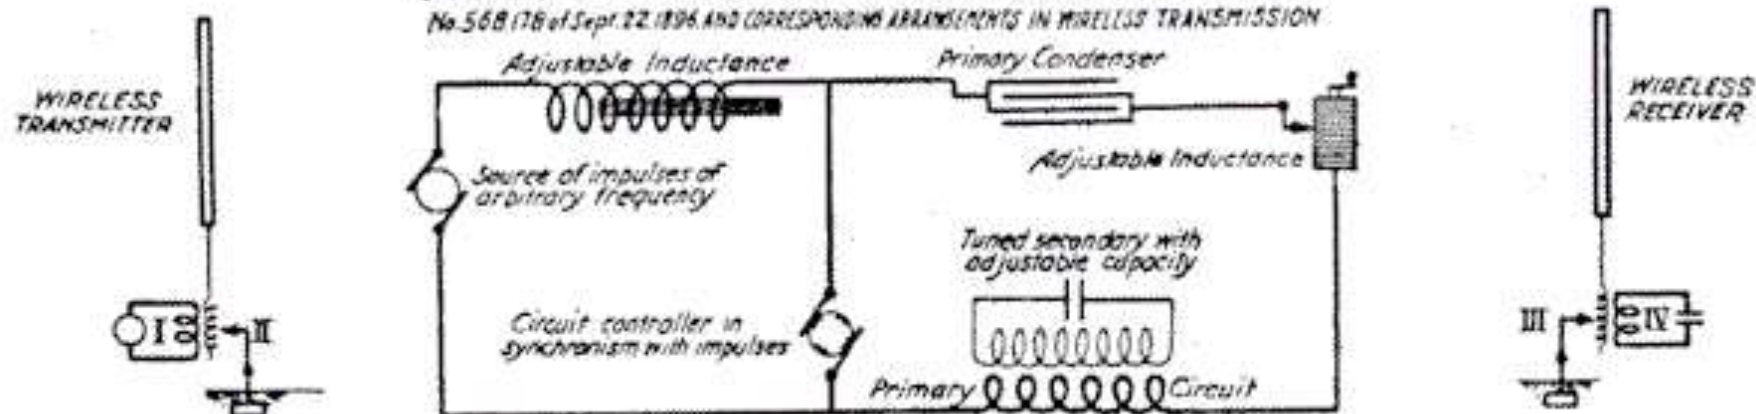 No. 568 178 of Sept. 22. 1896 AND CORRESPONDING ARRANGEMENTS IN WIRELESS TRANSMISSION
Adjustable Inductance
Primary Condenser
WIRELESS
TRANSMITTER
WIRELESS
RECEIVER
Adjustable Inductance
Source of impulses of
arbitrary frequency
Tuned secondary with
adjustable capacity
I
II
Circuit controller in
synchronism with impulses
III
IV
Primary
Circuit